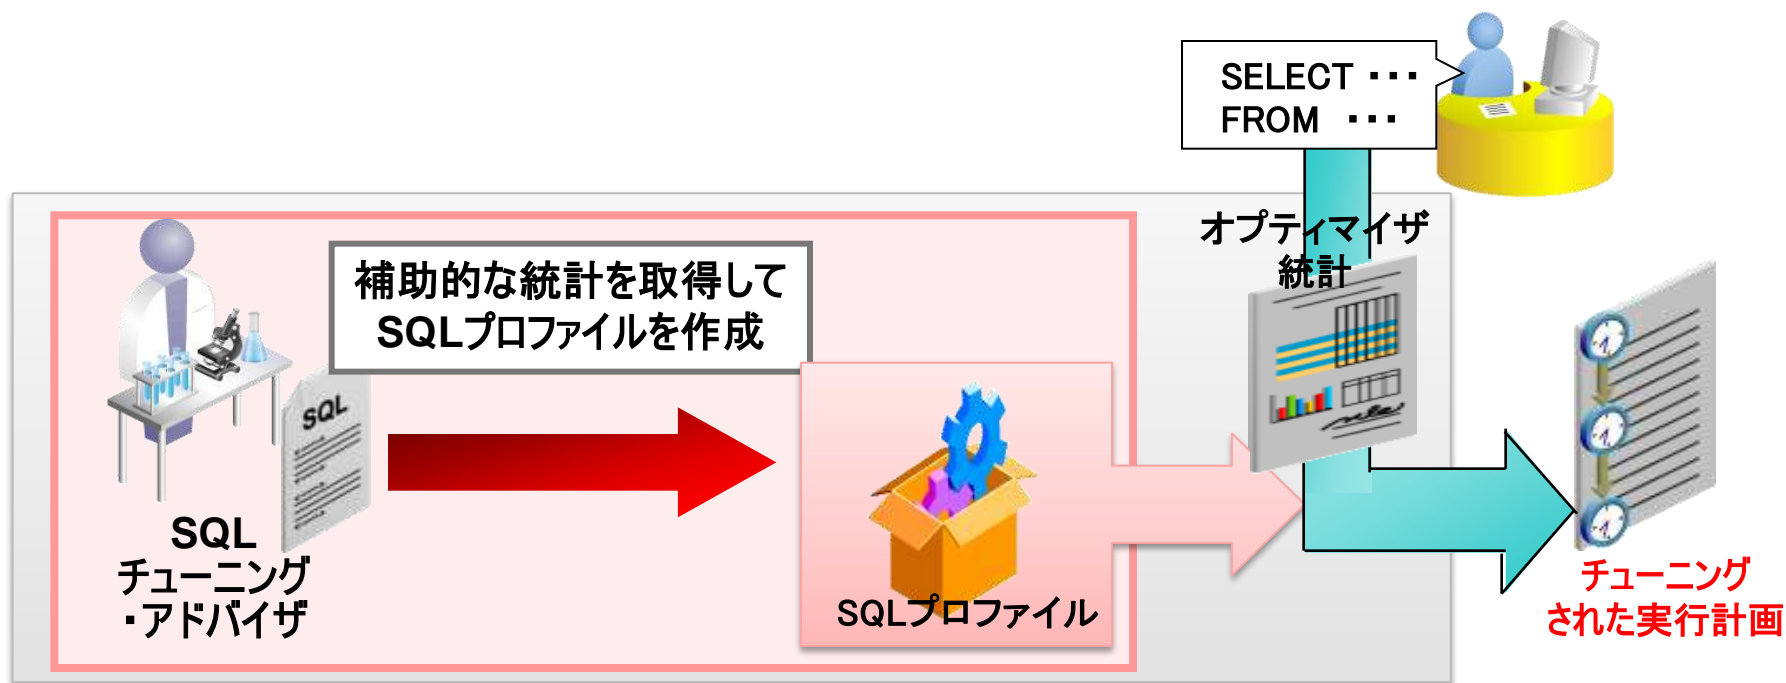 SELECT ・・・
FROM ・・・
オプティマイザ
統計
補助的な統計を取得して
SQLプロファイルを作成
SQL
SQL
チューニング
・アドバイザ
SQLプロファイル
チューニング
された実行計画